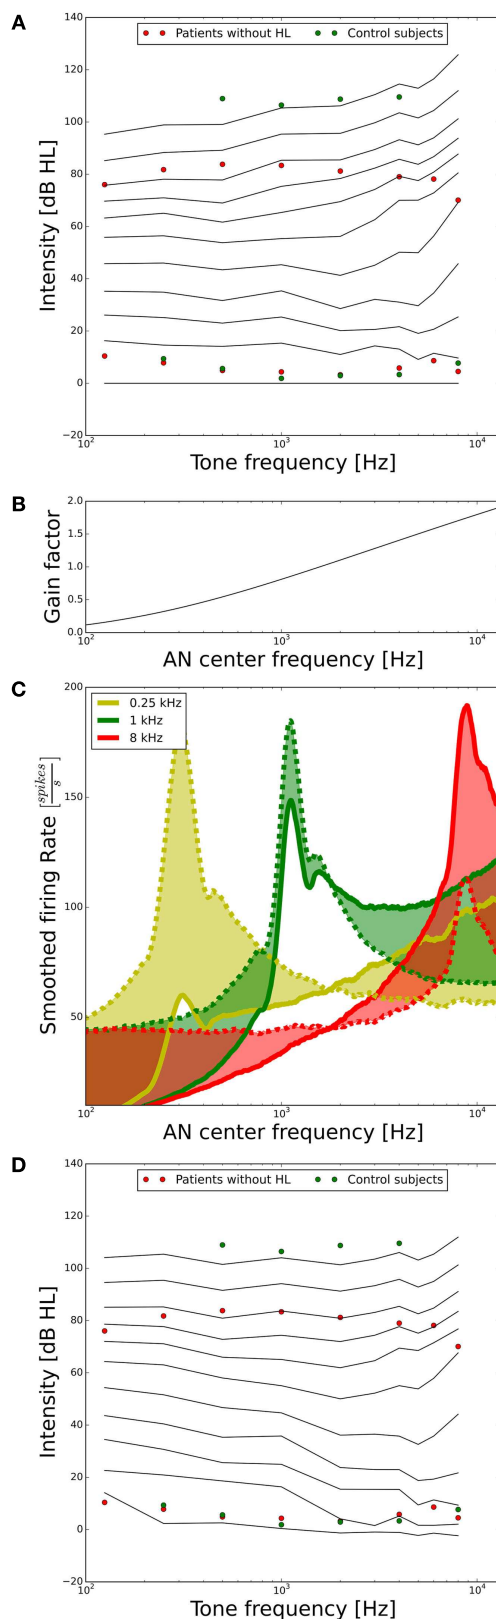 A
140
120
100
80
60
40
20
0
−20
Intensity [dB HL]
Patients without HL
Control subjects
10²
10³
10⁴
Tone frequency [Hz]
B
2.0
1.5
1.0
0.5
0.0
Gain factor
10²
10³
10⁴
AN center frequency [Hz]
C
200
150
100
50
Smoothed firing Rate [spikes/s]
0.25 kHz
1 kHz
8 kHz
10²
10³
10⁴
AN center frequency [Hz]
D
140
120
100
80
60
40
20
0
−20
Intensity [dB HL]
Patients without HL
Control subjects
10²
10³
10⁴
Tone frequency [Hz]